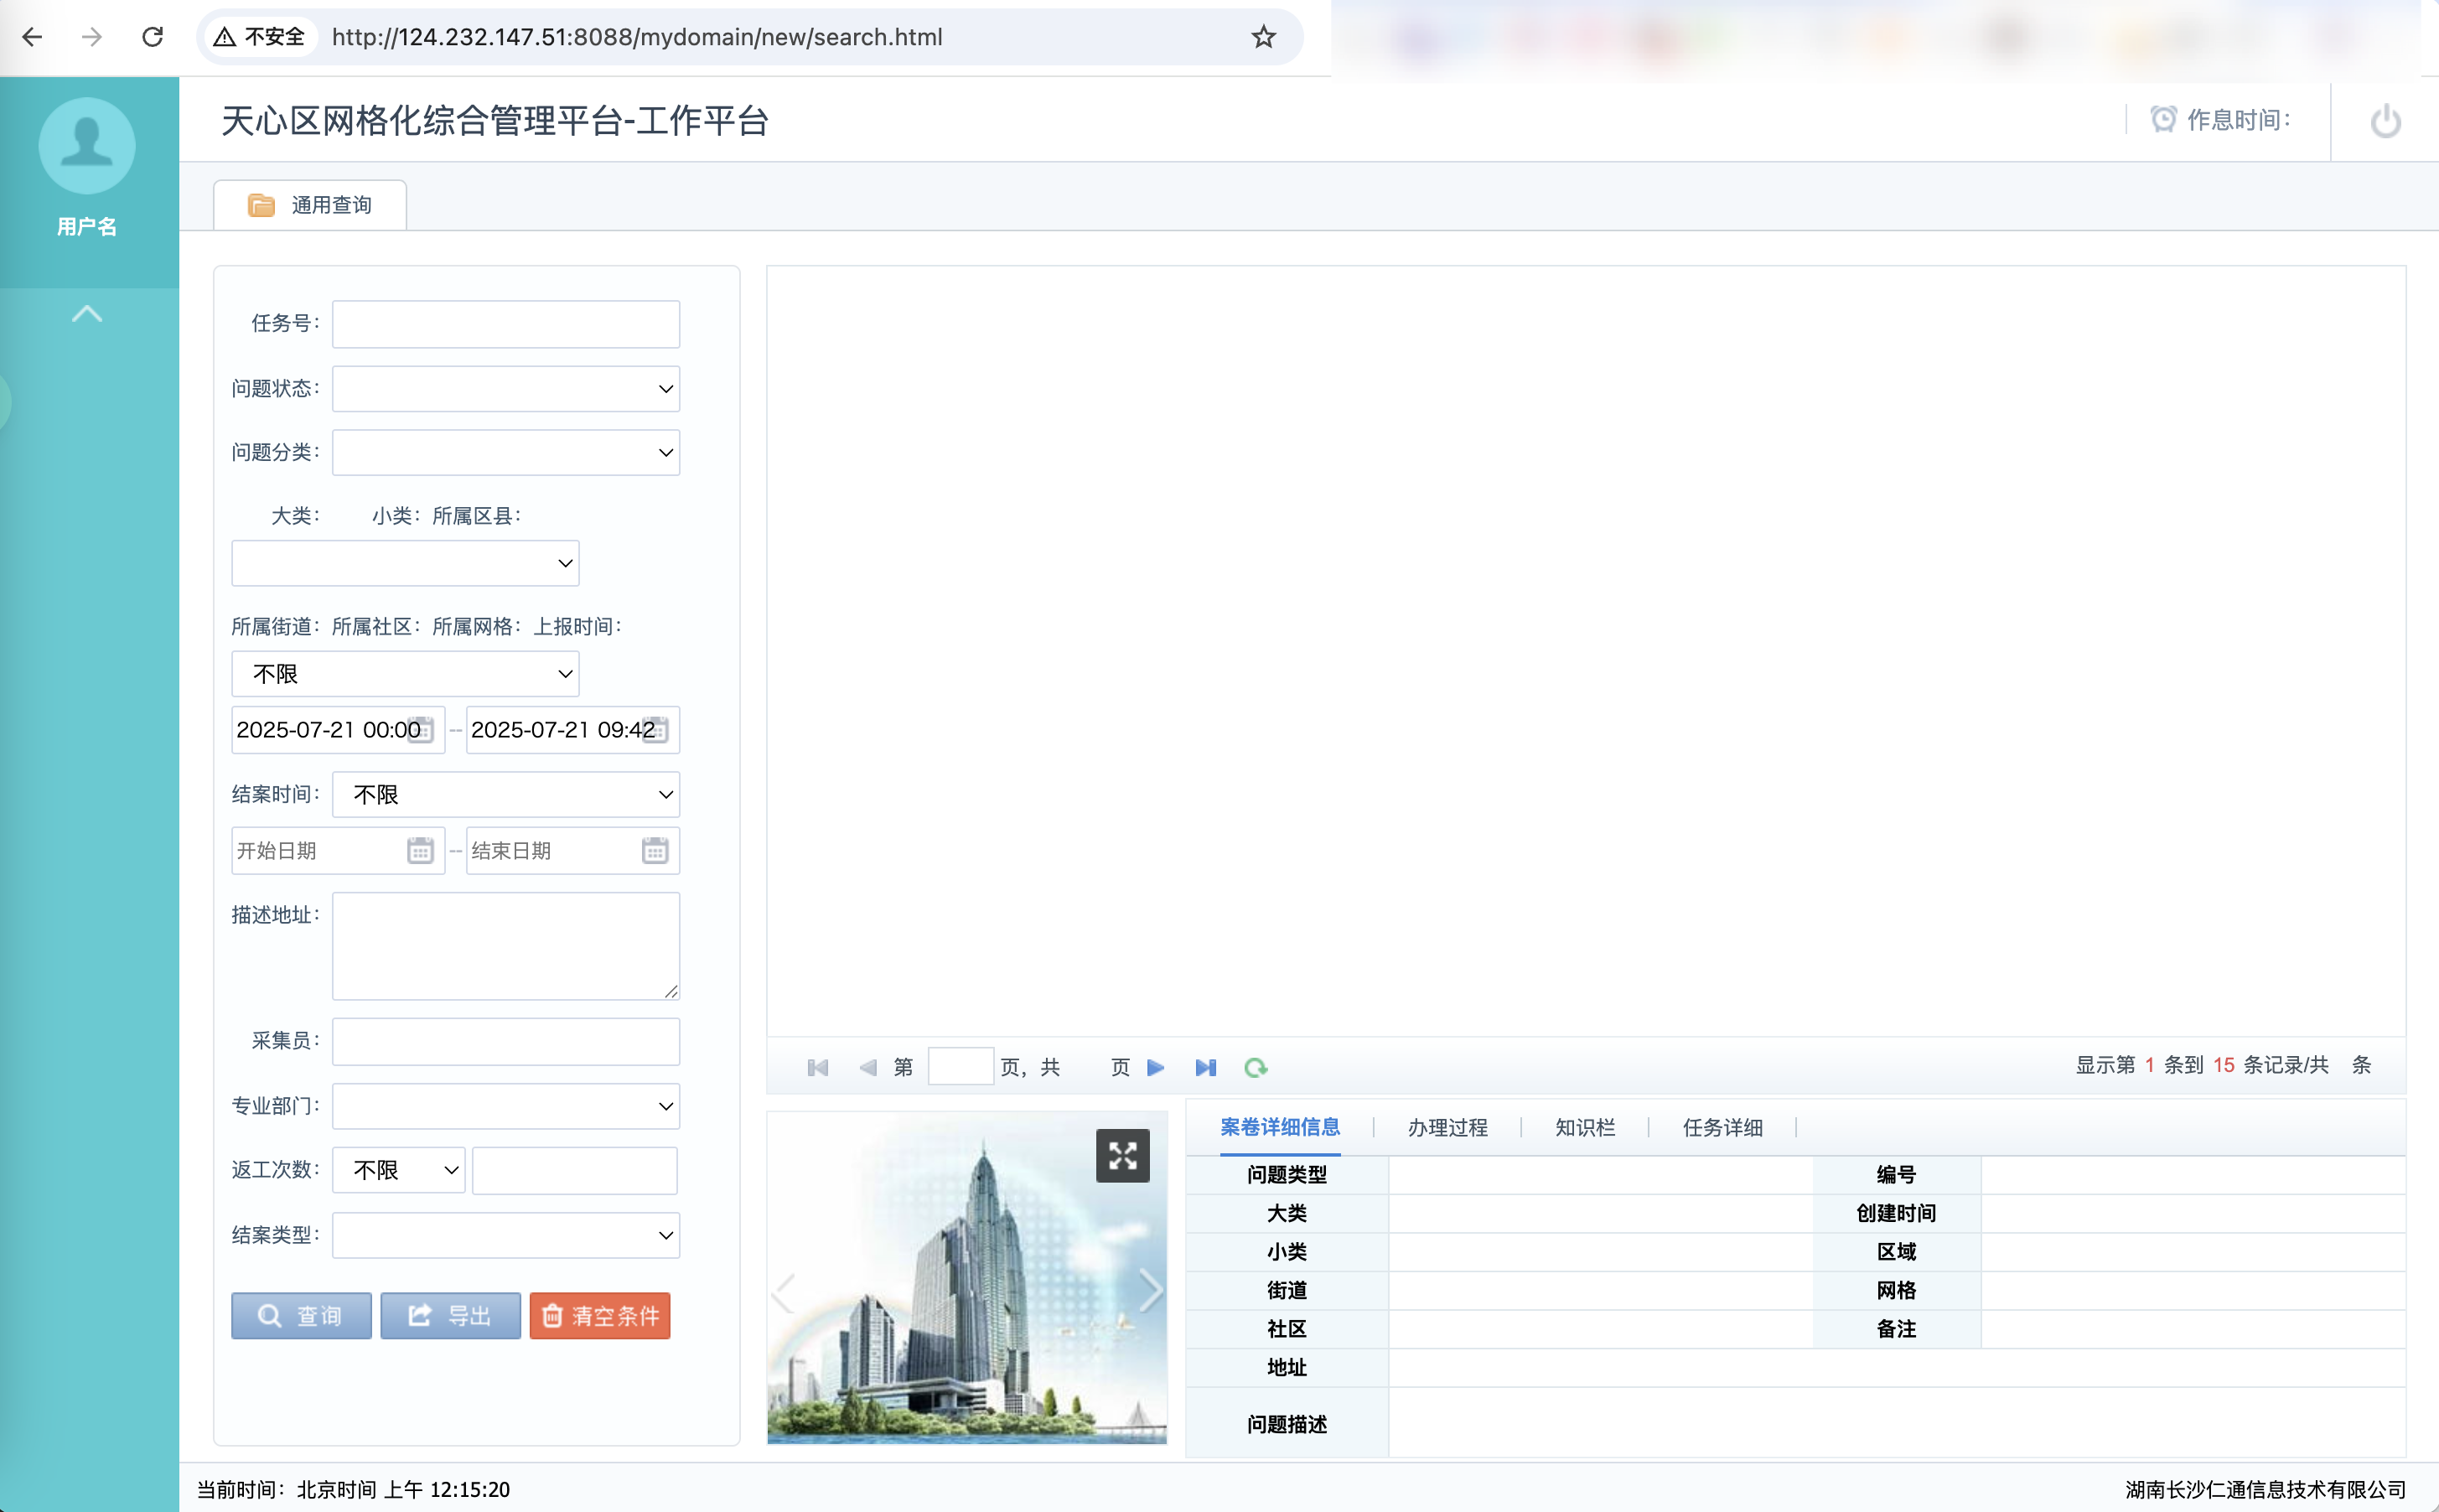 不安全 http://124.232.147.51:8088/mydomain/new/search.html
天心区网格化综合管理平台-工作平台
作息时间：
用户名
通用查询
任务号：
问题状态：
问题分类：
大类： 小类： 所属区县：
所属街道： 所属社区： 所属网格： 上报时间：
不限
2025-07-21 00:00 -- 2025-07-21 09:42
结案时间： 不限
开始日期 -- 结束日期
描述地址：
采集员：
专业部门：
返工次数： 不限
结案类型：
查询 导出 清空条件
第 页，共 页
显示第 1 条到 15 条记录/共 条
案卷详细信息 办理过程 知识栏 任务详细
问题类型 编号
大类 创建时间
小类 区域
街道 网格
社区 备注
地址
问题描述
当前时间：北京时间 上午 12:15:20
湖南长沙仁通信息技术有限公司